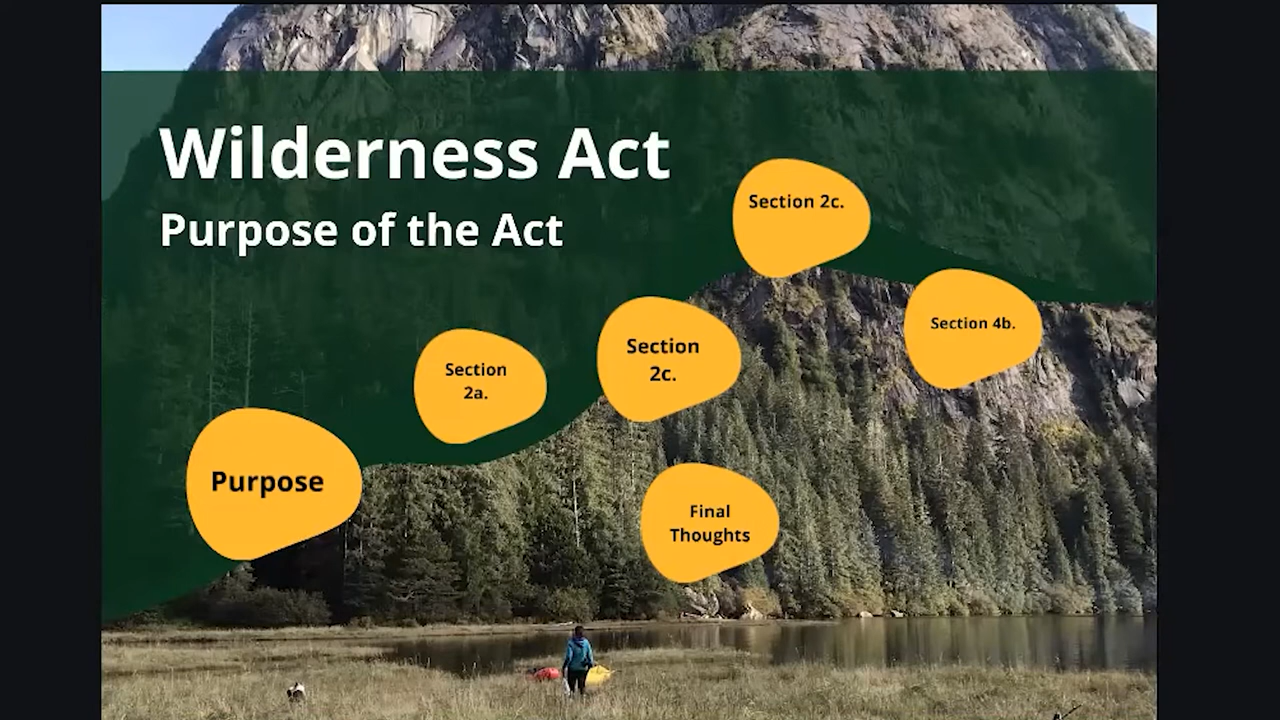 Wilderness Act
Purpose of the Act
Purpose
Section
2a.
Section
2c.
Section 2c.
Section 4b.
Final
Thoughts